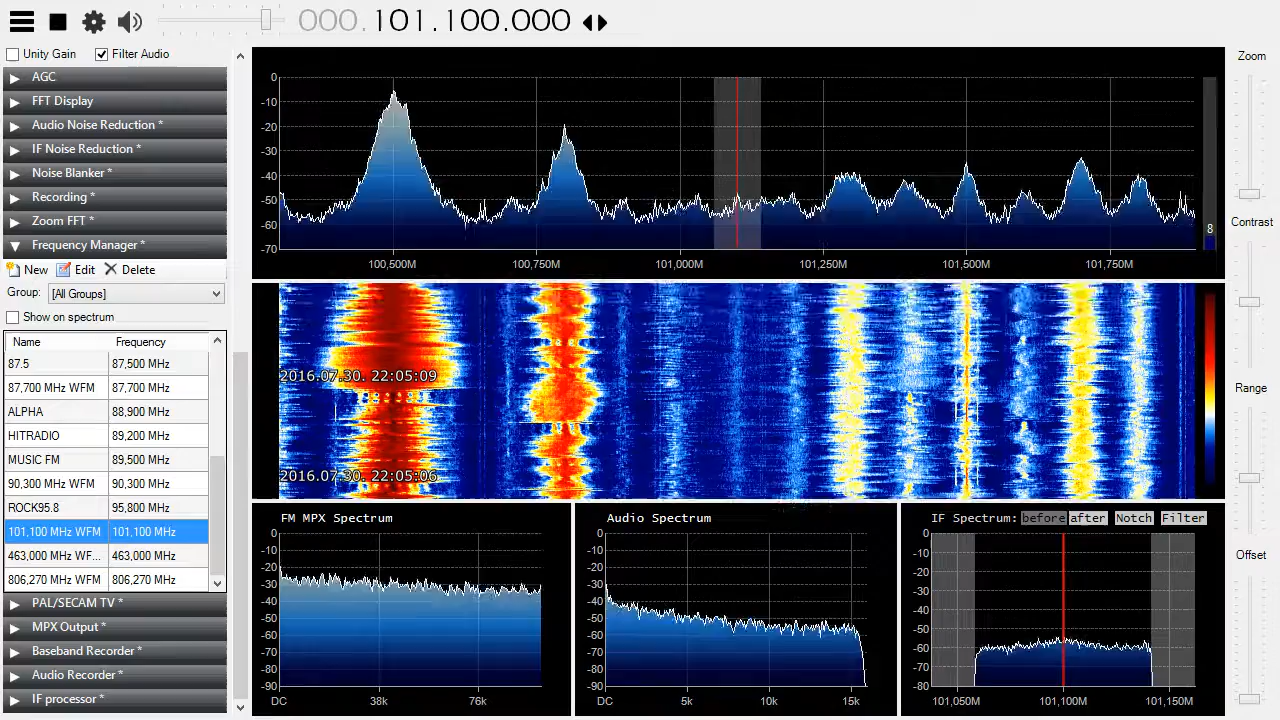 000.101.100.000
Unity Gain Filter Audio
AGC
FFT Display
Audio Noise Reduction *
IF Noise Reduction *
Noise Blanker *
Recording *
Zoom FFT *
Frequency Manager *
New Edit Delete
Group: [All Groups]
Show on spectrum
Name Frequency
87.5 87,500 MHz
87,700 MHz WFM 87,700 MHz
ALPHA 88,900 MHz
HITRADIO 89,200 MHz
MUSIC FM 89,500 MHz
90,300 MHz WFM 90,300 MHz
ROCK95.8 95,800 MHz
101,100 MHz WFM 101,100 MHz
463,000 MHz WF... 463,000 MHz
806,270 MHz WFM 806,270 MHz
PAL/SECAM TV *
MPX Output *
Baseband Recorder *
Audio Recorder *
IF processor *
0
-10
-20
-30
-40
-50
-60
-70
100,500M 100,750M 101,000M 101,250M 101,500M 101,750M
8
2016.07.30. 22:05:09
2016.07.30. 22:05:06
FM MPX Spectrum
0
-10
-20
-30
-40
-50
-60
-70
-80
-90
DC 38k 76k
Audio Spectrum
0
-10
-20
-30
-40
-50
-60
-70
-80
-90
DC 5k 10k 15k
IF Spectrum: before after Notch Filter
0
-10
-20
-30
-40
-50
-60
-70
-80
101,050M 101,100M 101,150M
Zoom
Contrast
Range
Offset